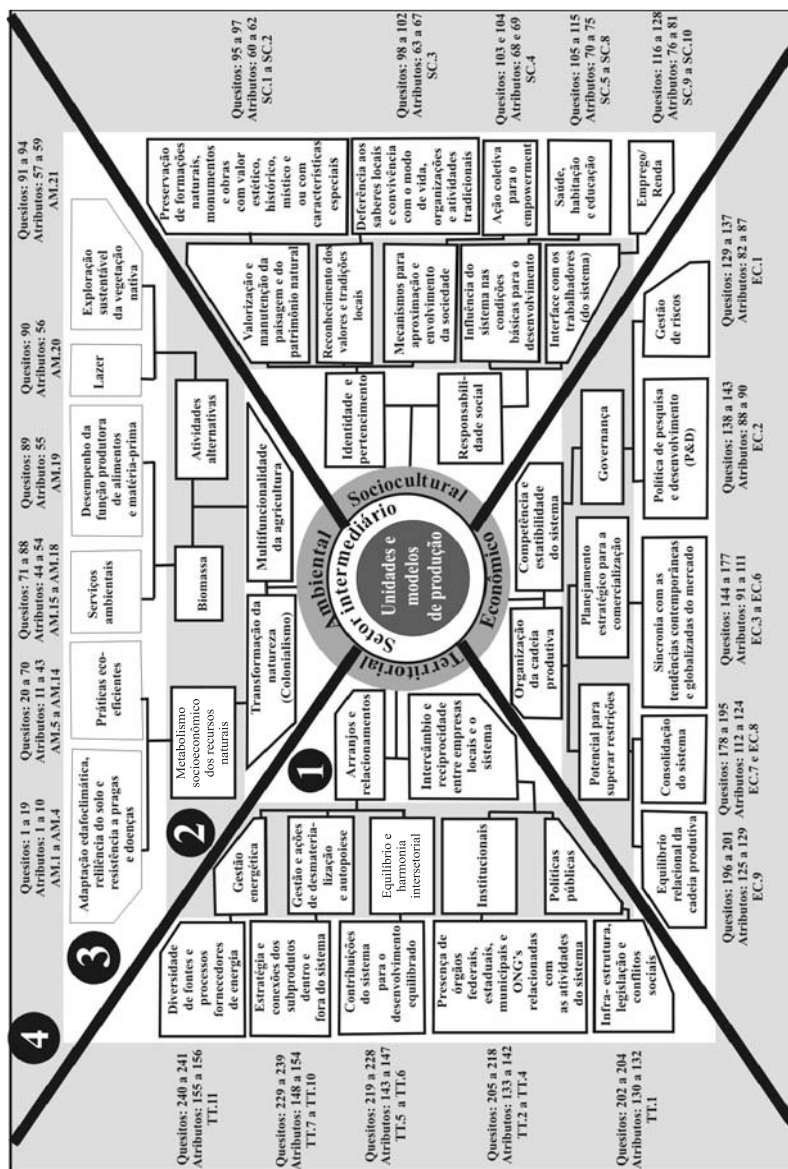 Quesitos: 202 a 204
Atributos: 130 a 132
TT.1
Quesitos: 205 a 218
Atributos: 133 a 142
TT.2 a TT.4
Quesitos: 219 a 228
Atributos: 143 a 147
TT.5 a TT.6
Quesitos: 229 a 239
Atributos: 148 a 154
TT.7 a TT.10
Quesitos: 240 a 241
Atributos: 155 a 156
TT.11
4
Infra- estrutura,
legislação e
conflitos
sociais
Presença de
órgãos
federais,
estaduais,
municipais e
ONG's
relacionadas
com
as atividades
do sistema
Contribuições
do sistema
para o
desenvolvimento
equilibrado
Estratégia e
conexões dos
subprodutos
dentro e
fora do sistema
Diversidade
de fontes e
processos
fornecedores
de energia
3
Políticas
públicas
Institucionais
Equilíbrio e
harmonia
intersetorial
Gestão e ações
de desmateria-
lização
e autopoiese
Gestão
energética
2
Intercâmbio e
reciprocidade
entre empresas
locais e o
sistema
Arranjos e
relacionamentos
1
Quesitos: 196 a 201
Atributos: 125 a 129
EC.9
Equilíbrio
relacional da
cadeia produtiva
Quesitos: 178 a 195
Atributos: 112 a 124
EC.7 e EC.8
Consolidação
do sistema
Potencial para
superar restrições
Organização
da cadeia
produtiva
Quesitos: 144 a 177
Atributos: 91 a 111
EC.3 a EC.6
Sincronia com as
tendências contemporâneas
e globalizadas do mercado
Planejamento
estratégico para a
comercialização
Competência e
estatibilidade
do sistema
Quesitos: 138 a 143
Atributos: 88 a 90
EC.2
Política de pesquisa
e desenvolvimento
(P&D)
Governança
Quesitos: 129 a 137
Atributos: 82 a 87
EC.1
Gestão
de riscos
Territorial
Ambiental
Econômico
Sociocultural
Setor intermediário
Unidades e
modelos
de produção
Quesitos: 1 a 19
Atributos: 1 a 10
AM.1 a AM.4
Adaptação edafoclimática,
reliliência do solo e
resistência a pragas
e doenças
Quesitos: 20 a 70
Atributos: 11 a 43
AM.5 a AM.14
Práticas eco-
eficientes
Metabolismo
socioeconômico
dos recursos
naturais
Transformação da
natureza
(Colonialismo)
Quesitos: 71 a 88
Atributos: 44 a 54
AM.15 a AM.18
Serviços
ambientais
Biomassa
Multifuncionalidade
da agricultura
Quesitos: 89
Atributo: 55
AM.19
Desempenho da
função produtora
de alimentos
e matéria-prima
Atividades
alternativas
Quesitos: 90
Atributos: 56
AM.20
Lazer
Quesitos: 91 a 94
Atributos: 57 a 59
AM.21
Exploração
sustentável
da vegetação
nativa
Identidade e
pertencimento
Responsabili-
dade social
Valorização e
manutenção da
paisagem e do
patrimônio natural
Reconhecimento dos
valores e tradições
locais
Mecanismos para
aproximação e
envolvimento
da sociedade
Influência do
sistema nas
condições
básicas para o
desenvolvimento
Interface com os
trabalhadores
(do sistema)
Preservação
de formações
naturais,
monumentos
e obras
com valor
estético,
histórico,
místico e
ou com
características
especiais
Deferência aos
saberes locais
e convivência
com o modo
de vida,
organizações
e atividades
tradicionais
Ação coletiva
para o
empowerment
Saúde,
habitação
e educação
Emprego/
Renda
Quesitos: 95 a 97
Atributos: 60 a 62
SC.1 a SC.2
Quesitos: 98 a 102
Atributos: 63 a 67
SC.3
Quesitos: 103 e 104
Atributos: 68 e 69
SC.4
Quesitos: 105 a 115
Atributos: 70 a 75
SC.5 a SC.8
Quesitos: 116 a 128
Atributos: 76 a 81
SC.9 a SC.10